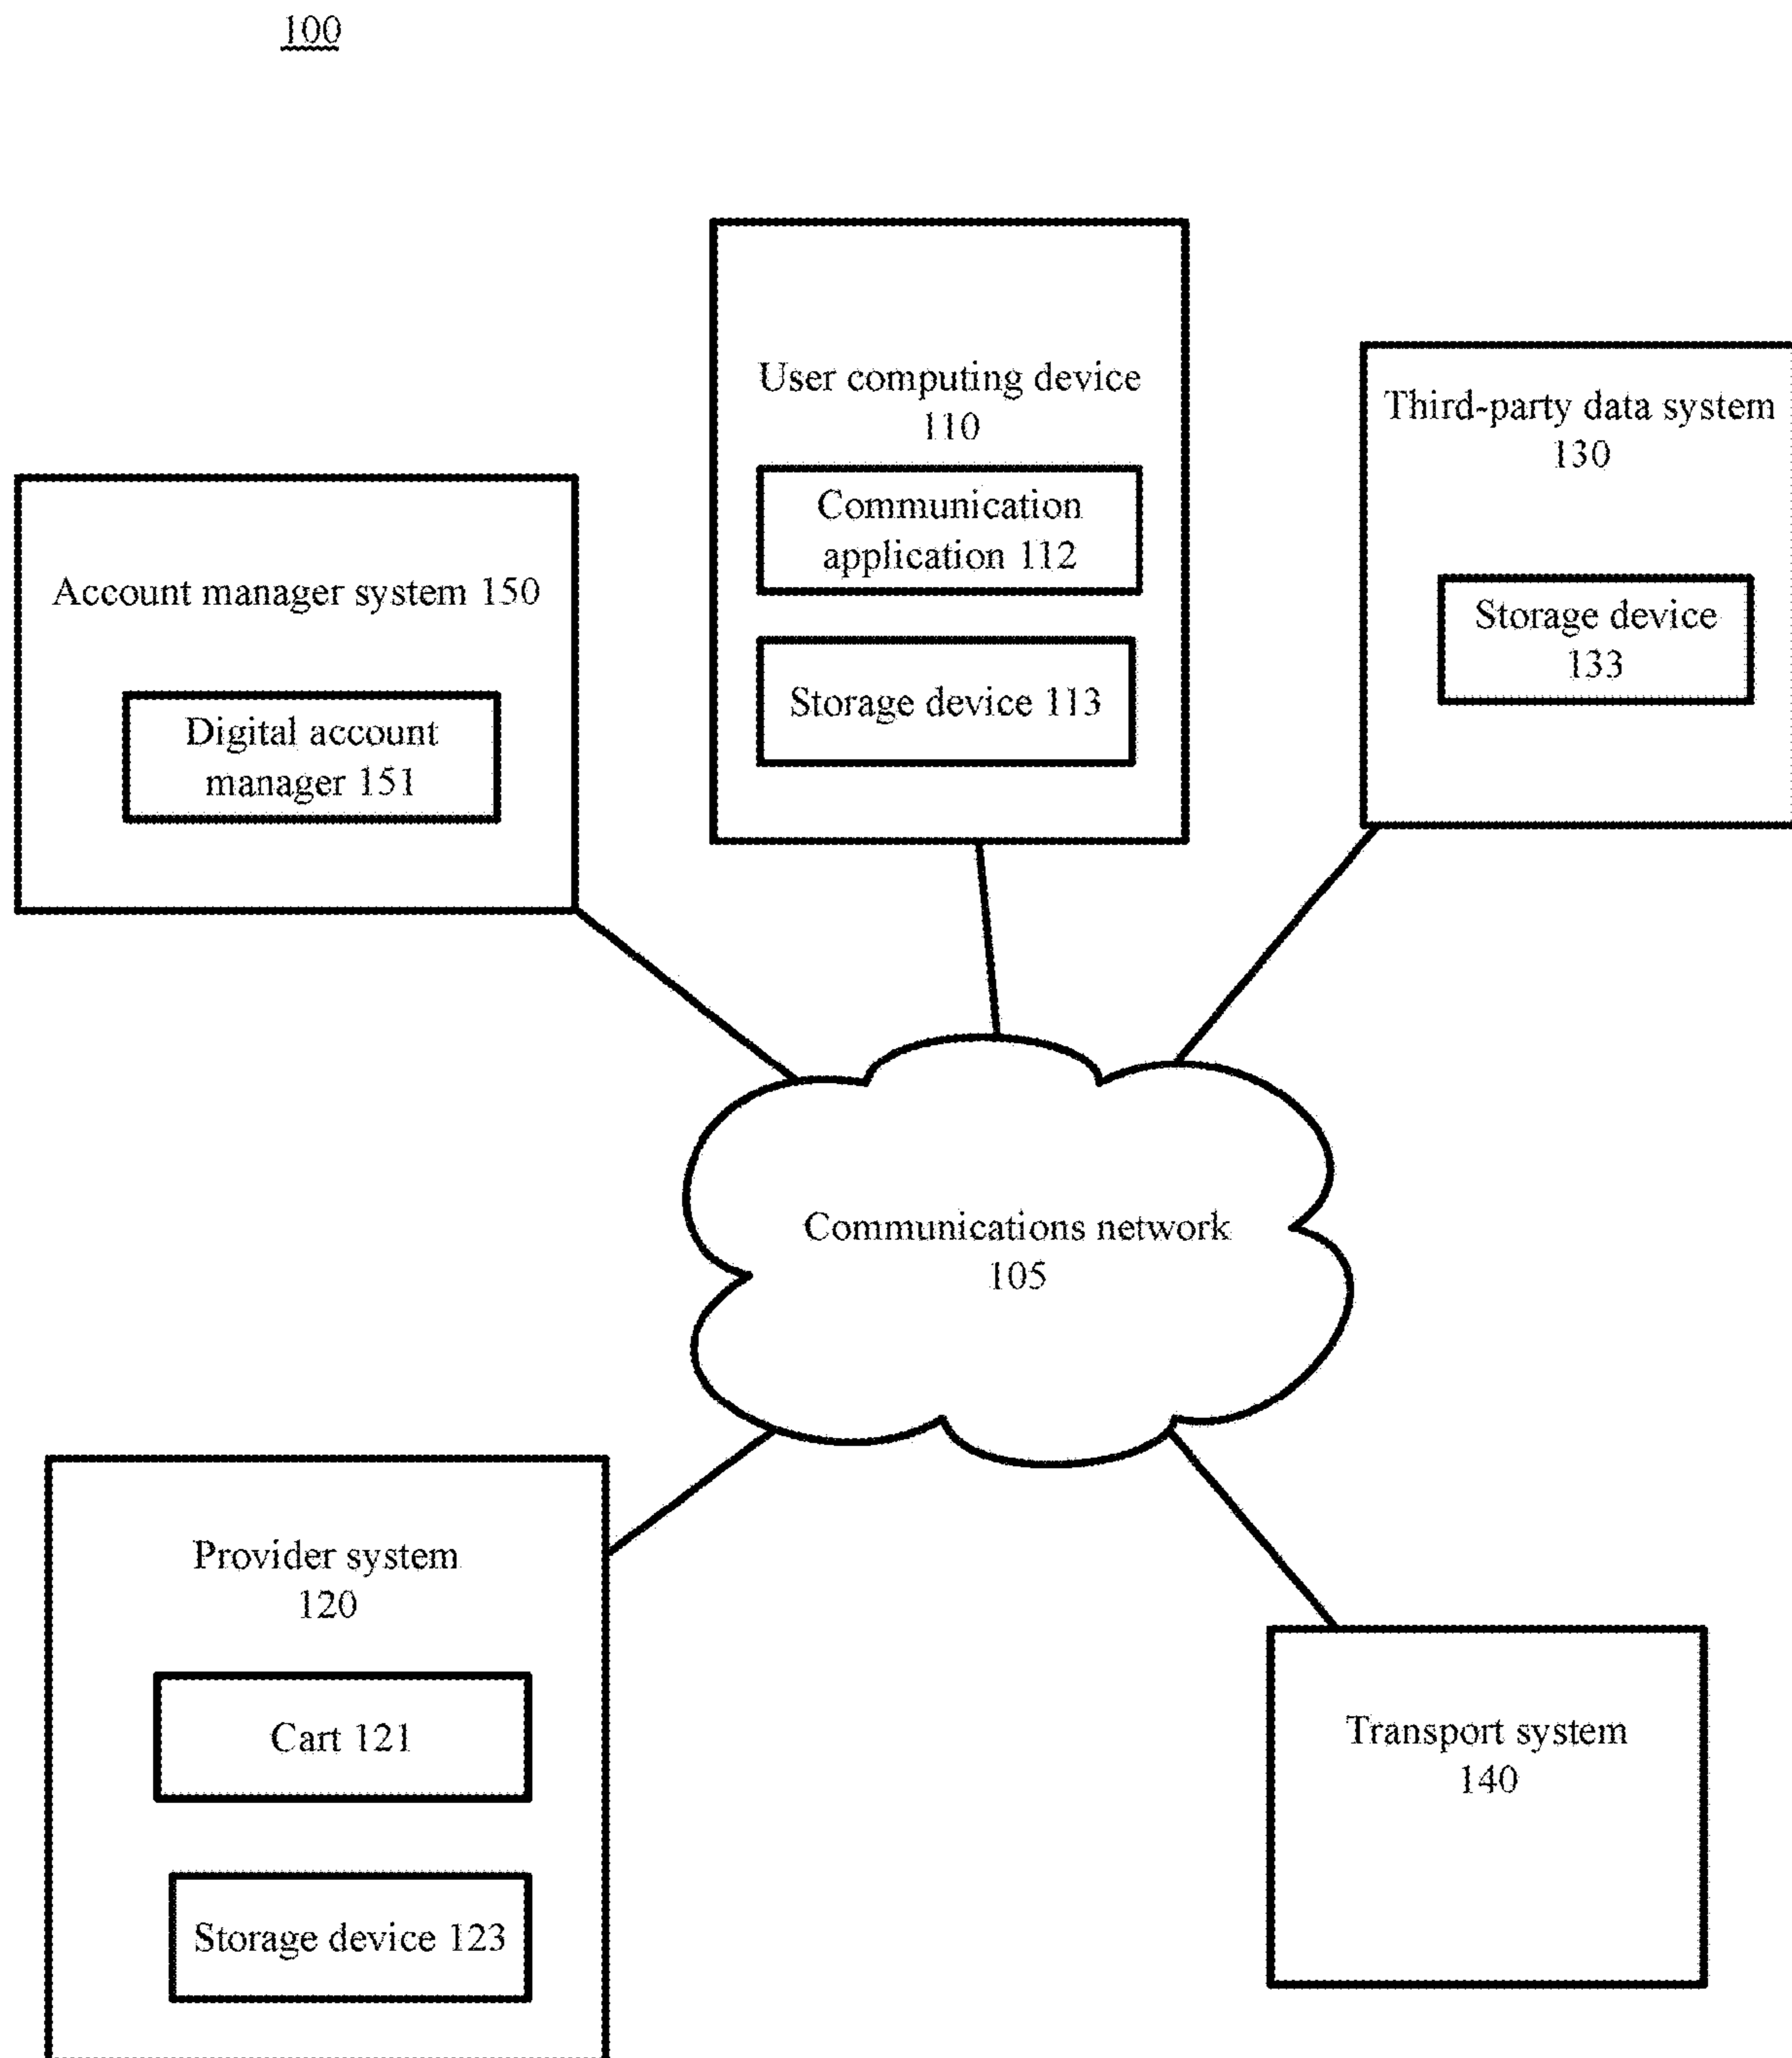 100
User computing device
110
Communication
application 112
Storage device 113
Third-party data system
130
Storage device
133
Account manager system 150
Digital account
manager 151
Communications network
105
Provider system
120
Cart 121
Storage device 123
Transport system
140